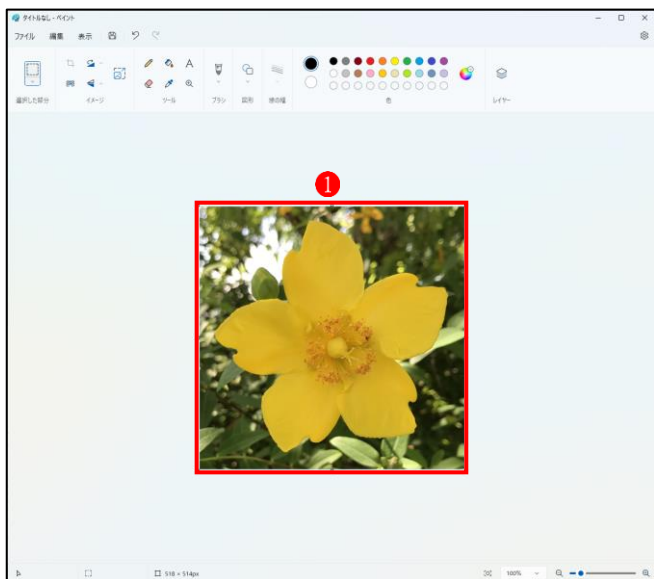 タイトルなし - ペイント
ファイル 編集 表示
選択した部分 イメージ ツール ブラシ 図形 線の幅 色 レイヤー
1
518 × 514px 100%